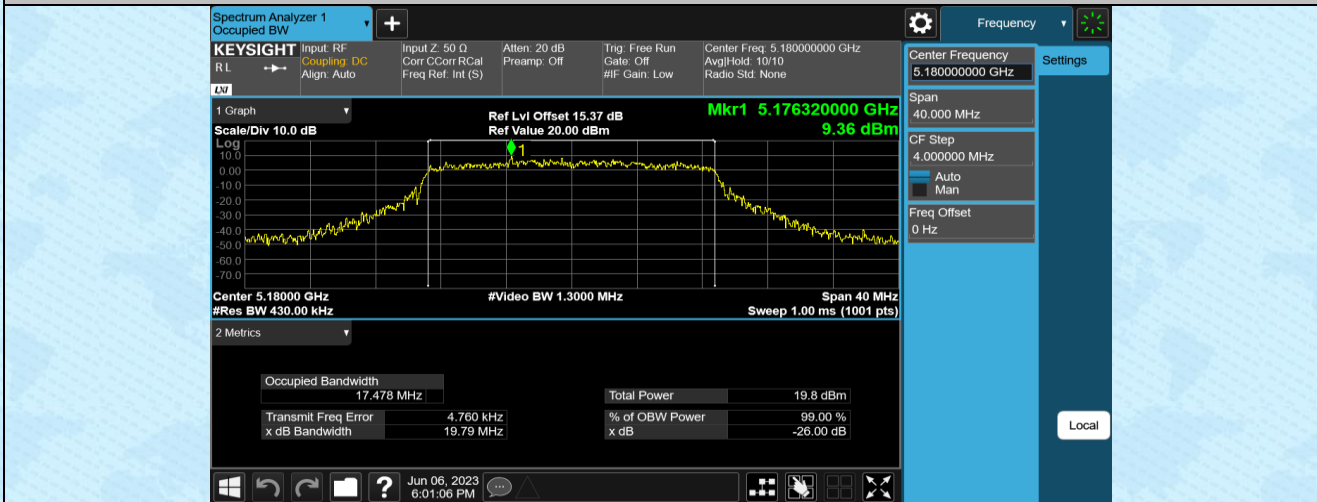 Spectrum Analyzer 1
Occupied BW
Frequency
KEYSIGHT
R L
LXI
Input: RF
Coupling: DC
Align: Auto
Input Z: 50 Ω
Corr CCorr RCal
Freq Ref: Int (S)
Atten: 20 dB
Preamp: Off
Trig: Free Run
Gate: Off
#IF Gain: Low
Center Freq: 5.180000000 GHz
Avg|Hold: 10/10
Radio Std: None
Center Frequency
5.180000000 GHz
Settings
Span
40.000 MHz
CF Step
4.000000 MHz
Auto
Man
Freq Offset
0 Hz
1 Graph
Scale/Div 10.0 dB
Ref Lvl Offset 15.37 dB
Ref Value 20.00 dBm
Mkr1 5.176320000 GHz
9.36 dBm
Log
1
10.0
0.00
-10.0
-20.0
-30.0
-40.0
-50.0
-60.0
-70.0
Center 5.18000 GHz
#Video BW 1.3000 MHz
Span 40 MHz
#Res BW 430.00 kHz
Sweep 1.00 ms (1001 pts)
2 Metrics
Occupied Bandwidth
17.478 MHz
Total Power 19.8 dBm
Transmit Freq Error 4.760 kHz
% of OBW Power 99.00 %
x dB Bandwidth 19.79 MHz
x dB -26.00 dB
Local
?
Jun 06, 2023
6:01:06 PM